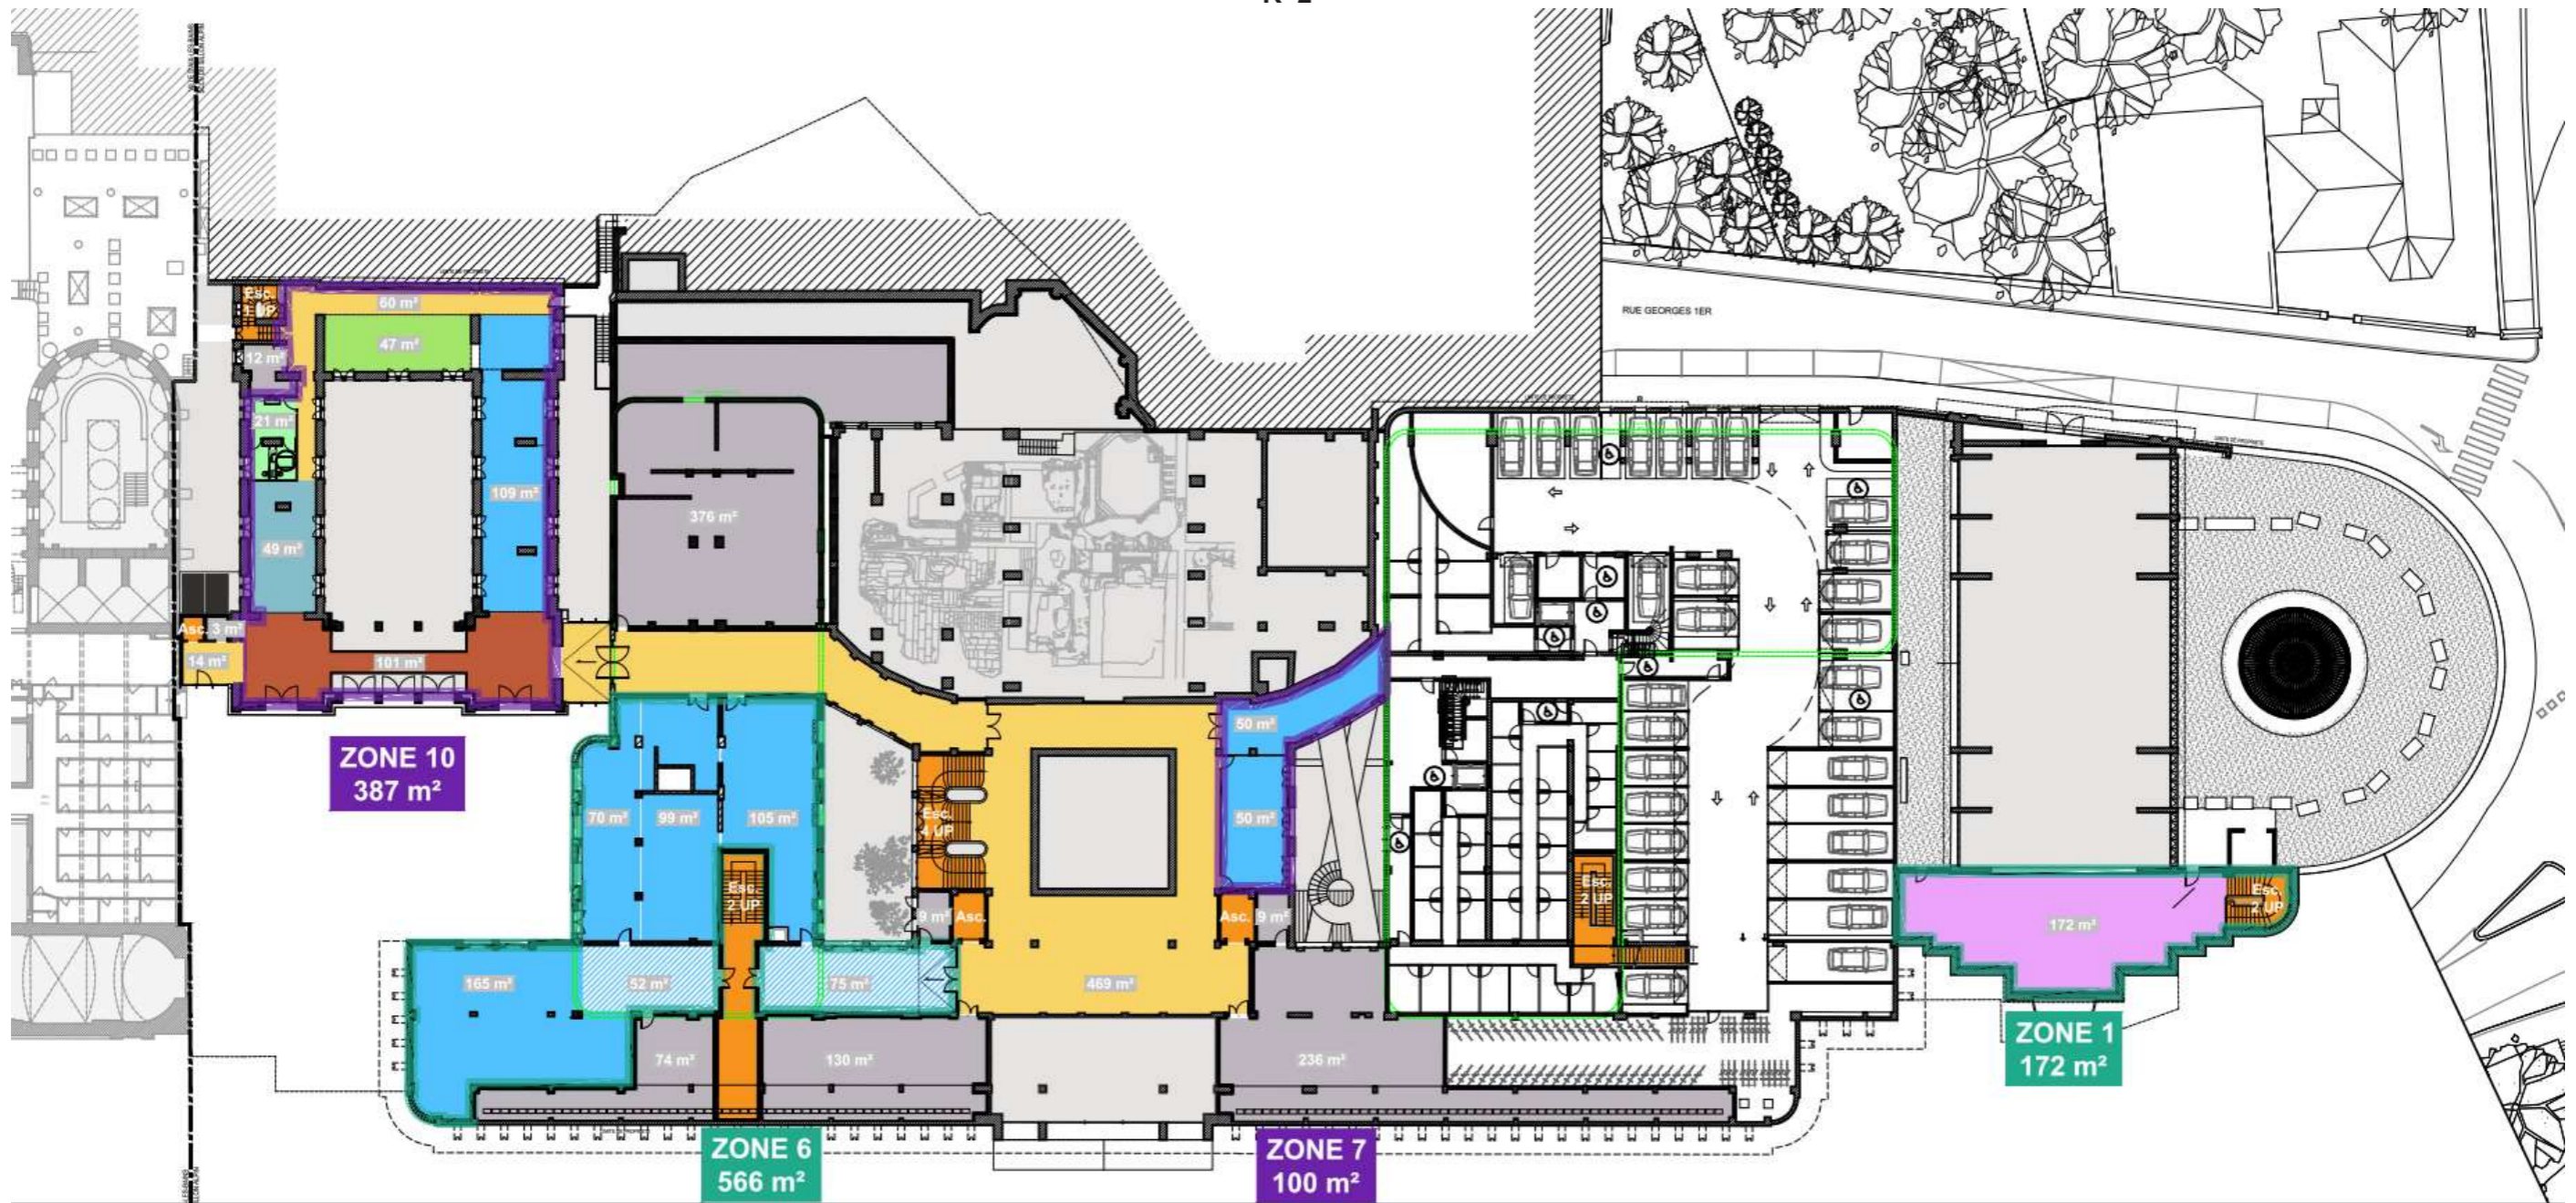 RUE GEORGES 1ER
Esc.
1 UP
60 m²
47 m²
12 m²
21 m²
109 m²
49 m²
376 m²
Asc.
3 m²
14 m²
101 m²
50 m²
ZONE 10
387 m²
70 m²
99 m²
105 m²
Esc.
4 UP
50 m²
Esc.
2 UP
Esc.
2 UP
Esc.
2 UP
9 m²
Asc.
Asc.
9 m²
172 m²
165 m²
52 m²
75 m²
469 m²
74 m²
130 m²
236 m²
ZONE 1
172 m²
ZONE 6
566 m²
ZONE 7
100 m²